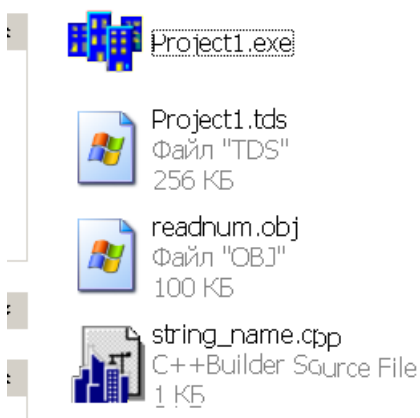 Project1.exe
Project1.tds
Файл "TDS"
256 КБ
readnum.obj
Файл "OBJ"
100 КБ
string_name.cpp
C++Builder Source File
1 КБ